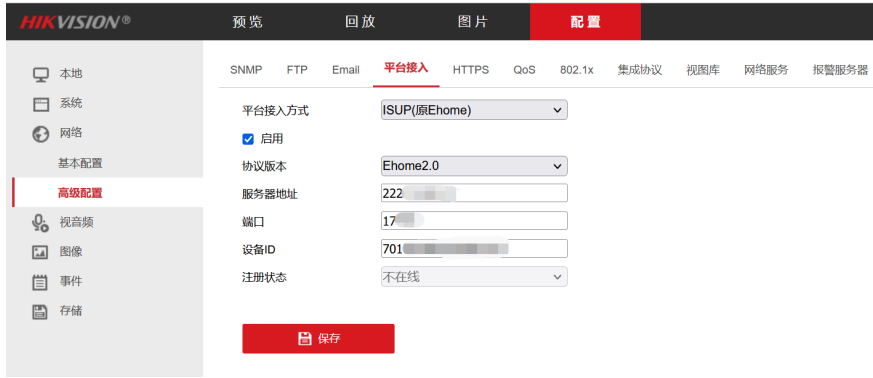 HIKVISION® 预览 回放 图片 配置
本地
系统
网络
基本配置
高级配置
视音频
图像
事件
存储
SNMP FTP Email 平台接入 HTTPS QoS 802.1x 集成协议 视图库 网络服务 报警服务器
平台接入方式 ISUP(原Ehome)
启用
协议版本 Ehome2.0
服务器地址 222
端口 17
设备ID 701
注册状态 不在线
保存